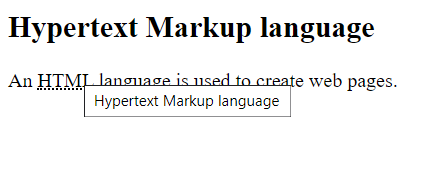 Hypertext Markup language
An HTML language is used to create web pages.
Hypertext Markup language